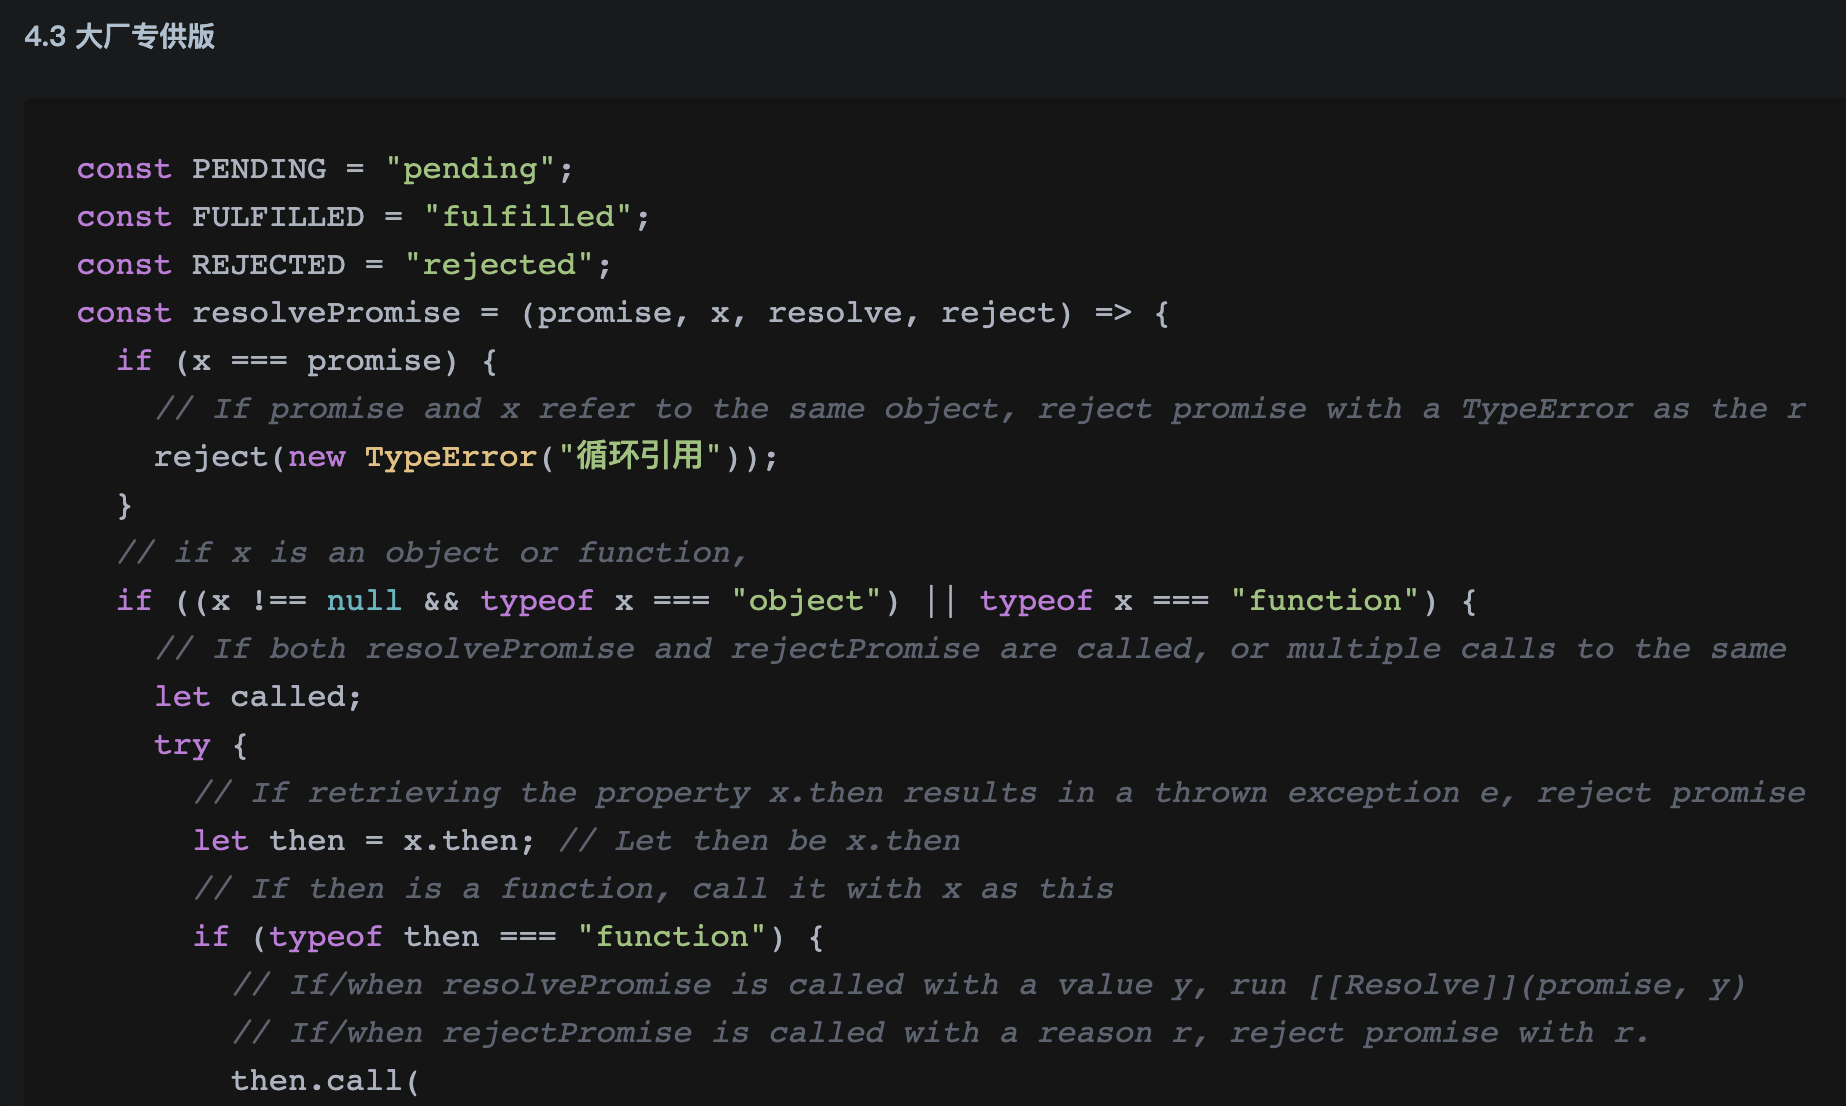 4.3 大厂专供版
const PENDING = "pending";
const FULFILLED = "fulfilled";
const REJECTED = "rejected";
const resolvePromise = (promise, x, resolve, reject) => {
if (x === promise) {
// If promise and x refer to the same object, reject promise with a TypeError as the r
reject(new TypeError("循环引用"));
}
// if x is an object or function,
if ((x !== null && typeof x === "object") || typeof x === "function") {
// If both resolvePromise and rejectPromise are called, or multiple calls to the same
let called;
try {
// If retrieving the property x.then results in a thrown exception e, reject promise
let then = x.then; // Let then be x.then
// If then is a function, call it with x as this
if (typeof then === "function") {
// If/when resolvePromise is called with a value y, run [[Resolve]](promise, y)
// If/when rejectPromise is called with a reason r, reject promise with r.
then.call(